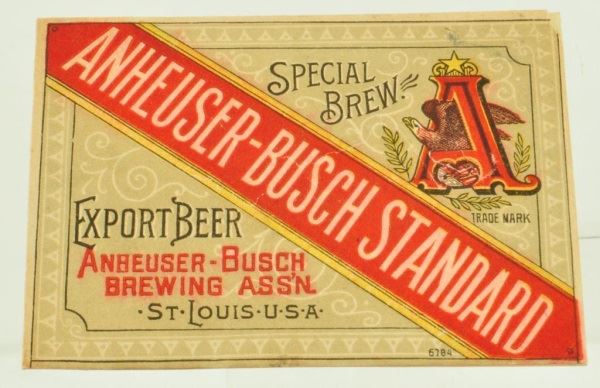 SPECIAL
BREW.
ANHEUSER-BUSCH STANDARD
A
TRADE MARK
EXPORT BEER
ANHEUSER-BUSCH
BREWING ASS'N.
·ST·LOUIS·U·S·A·
6784